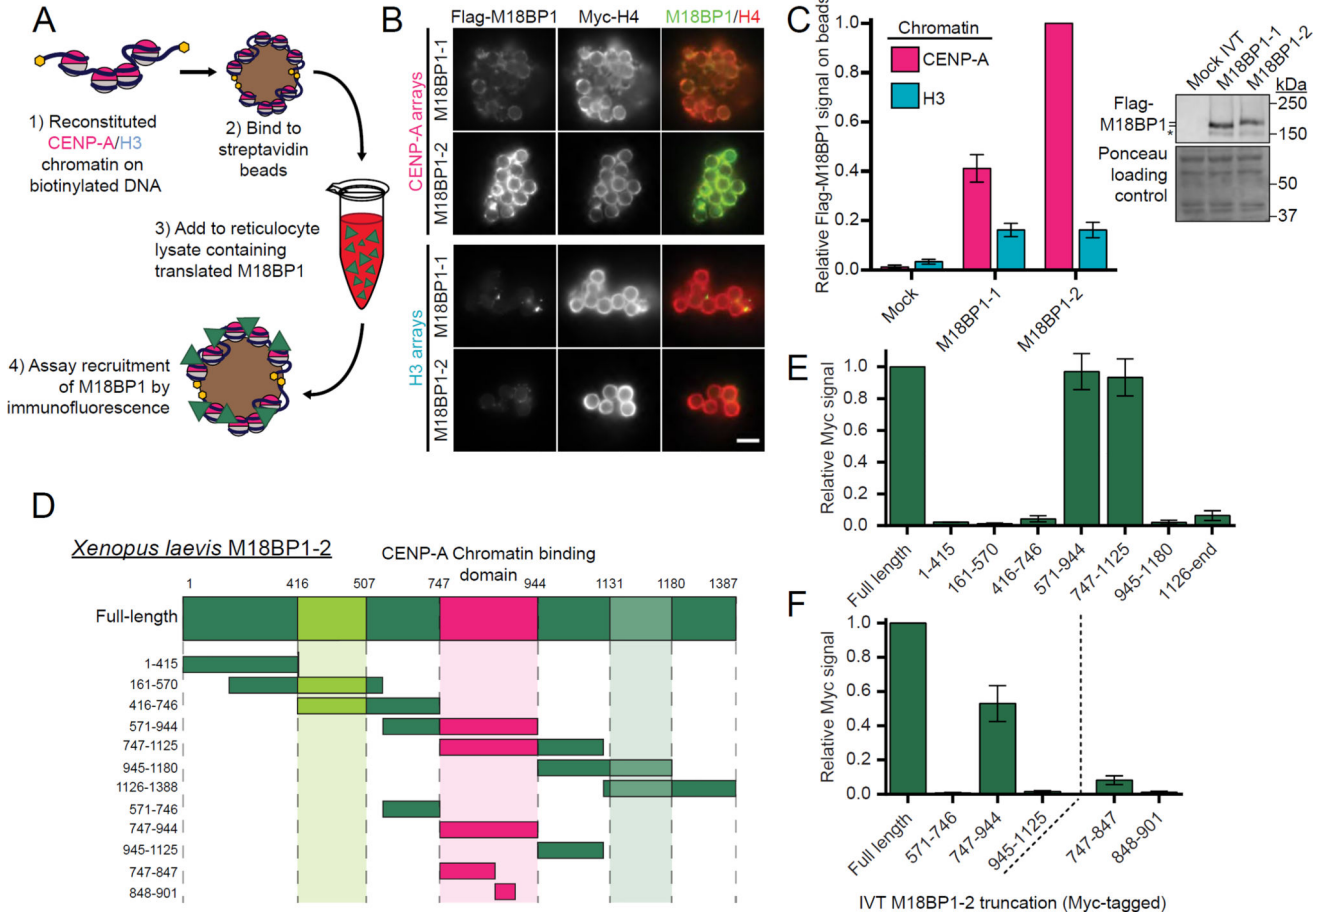 A
1) Reconstituted
CENP-A/H3
chromatin on
biotinylated DNA
2) Bind to
streptavidin
beads
3) Add to reticulocyte
lysate containing
translated M18BP1
4) Assay recruitment
of M18BP1 by
immunofluorescence
B
Flag-M18BP1 Myc-H4 M18BP1/H4
CENP-A arrays
M18BP1-1
M18BP1-2
H3 arrays
M18BP1-1
M18BP1-2
C
Relative Flag-M18BP1 signal on beads
1.0
0.8
0.6
0.4
0.2
0.0
Chromatin
CENP-A
H3
Mock
M18BP1-1
M18BP1-2
Mock IVT
M18BP1-1
M18BP1-2
kDa
Flag-
M18BP1
*
250
150
Ponceau
loading
control
50
37
D
Xenopus laevis M18BP1-2
CENP-A Chromatin binding
domain
1 416 507 747 944 1131 1180 1387
Full-length
1-415
161-570
416-746
571-944
747-1125
945-1180
1126-1388
571-746
747-944
945-1125
747-847
848-901
E
Relative Myc signal
1.0
0.8
0.6
0.4
0.2
0.0
Full length
1-415
161-570
416-746
571-944
747-1125
945-1180
1126-end
F
Relative Myc signal
1.0
0.8
0.6
0.4
0.2
0.0
Full length
571-746
747-944
945-1125
747-847
848-901
IVT M18BP1-2 truncation (Myc-tagged)